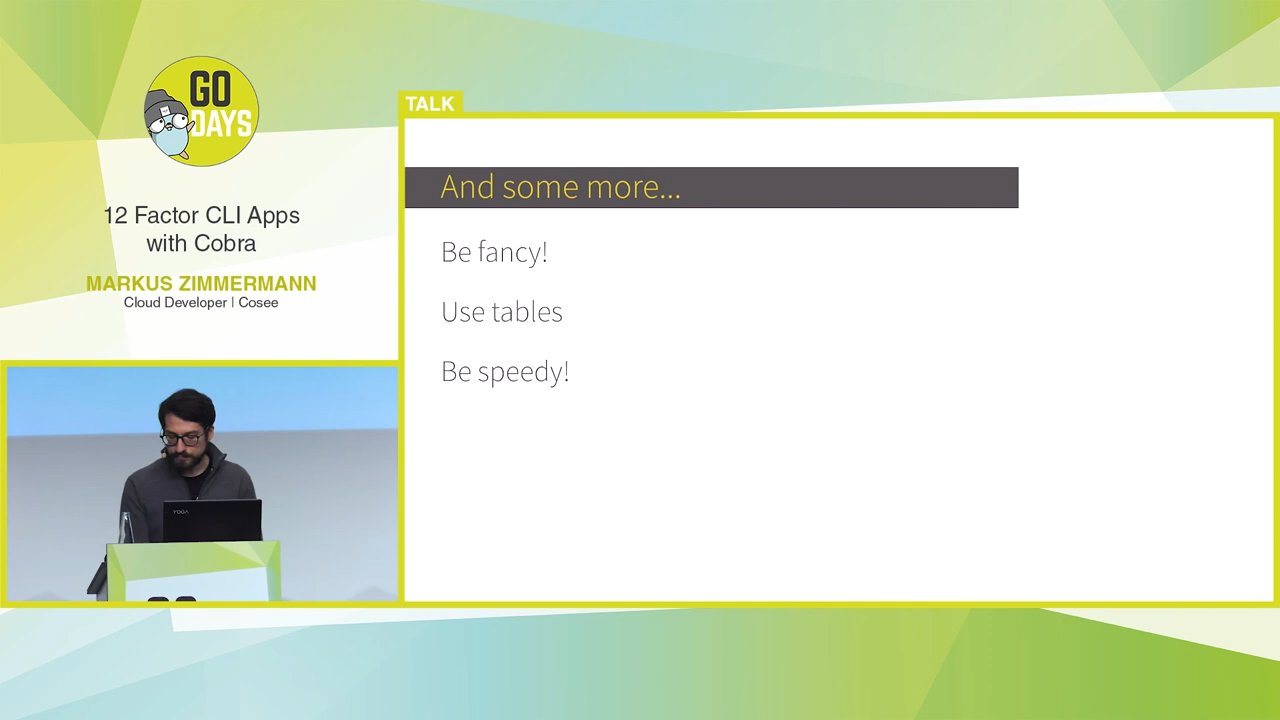 GO
DAYS
12 Factor CLI Apps
with Cobra
MARKUS ZIMMERMANN
Cloud Developer | Cosee
TALK
And some more...
Be fancy!
Use tables
Be speedy!
YOGA